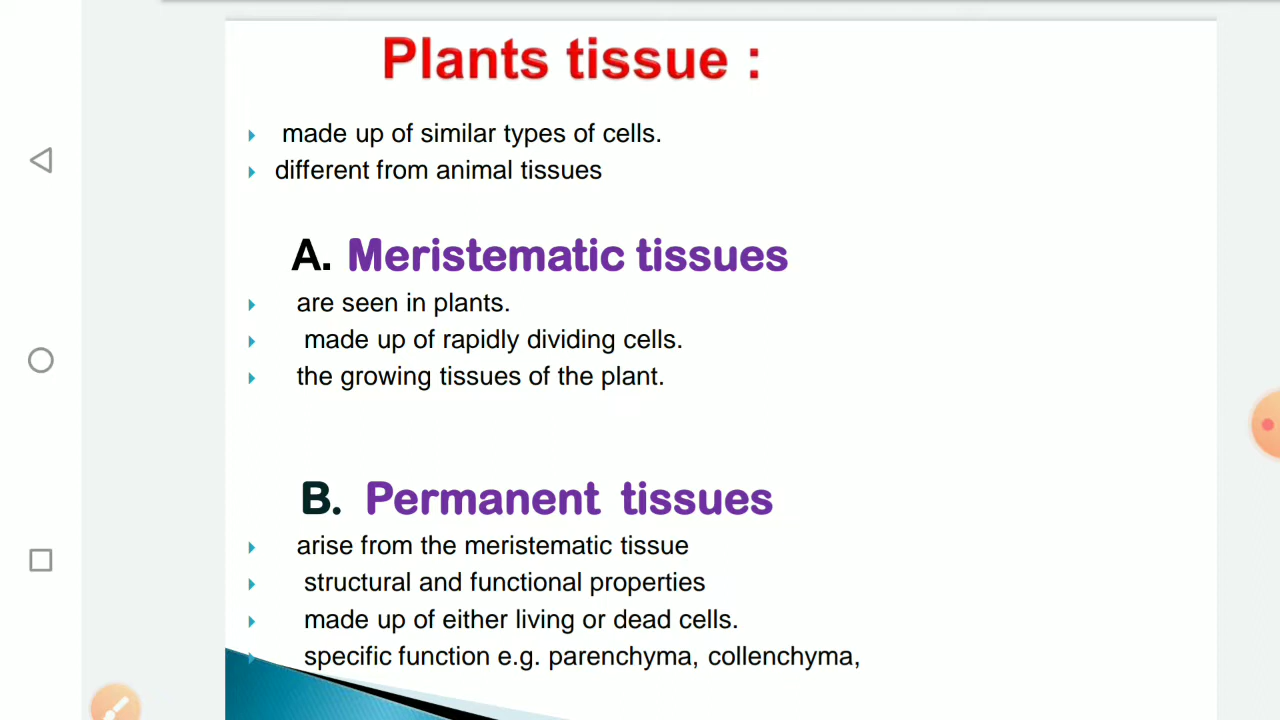 Plants tissue :
made up of similar types of cells.
different from animal tissues
A. Meristematic tissues
are seen in plants.
made up of rapidly dividing cells.
the growing tissues of the plant.
B. Permanent tissues
arise from the meristematic tissue
structural and functional properties
made up of either living or dead cells.
specific function e.g. parenchyma, collenchyma,